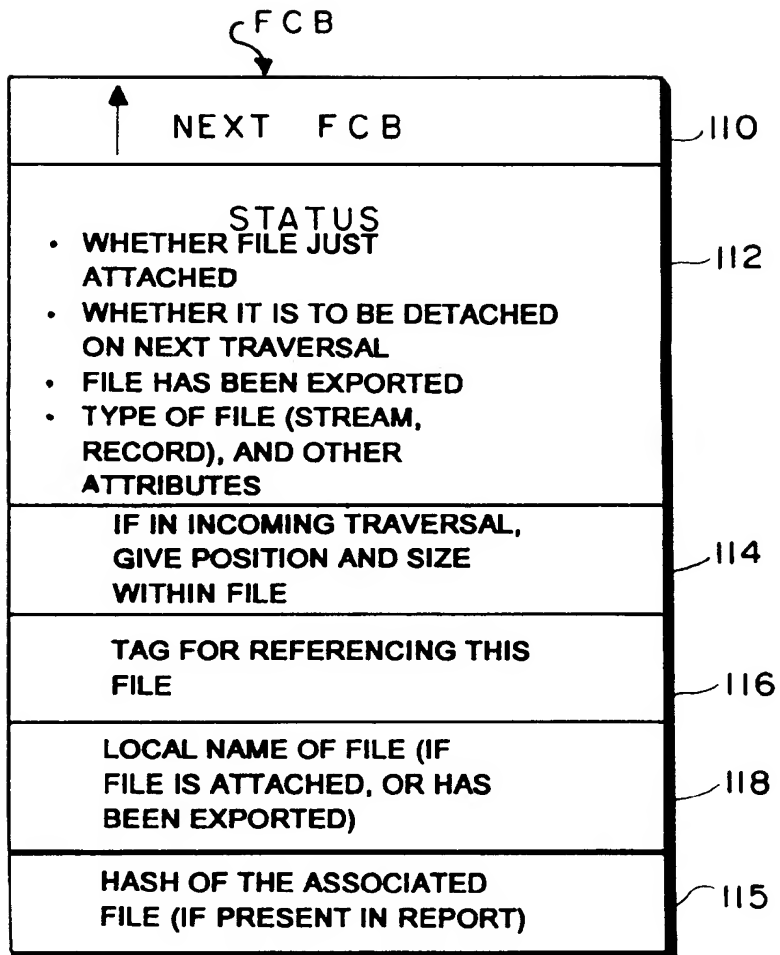 FCB
NEXT FCB
110
STATUS
• WHETHER FILE JUST
ATTACHED
112
• WHETHER IT IS TO BE DETACHED
ON NEXT TRAVERSAL
• FILE HAS BEEN EXPORTED
• TYPE OF FILE (STREAM,
RECORD), AND OTHER
ATTRIBUTES
IF IN INCOMING TRAVERSAL,
GIVE POSITION AND SIZE
WITHIN FILE
114
TAG FOR REFERENCING THIS
FILE
116
LOCAL NAME OF FILE (IF
FILE IS ATTACHED, OR HAS
BEEN EXPORTED)
118
HASH OF THE ASSOCIATED
FILE (IF PRESENT IN REPORT)
115